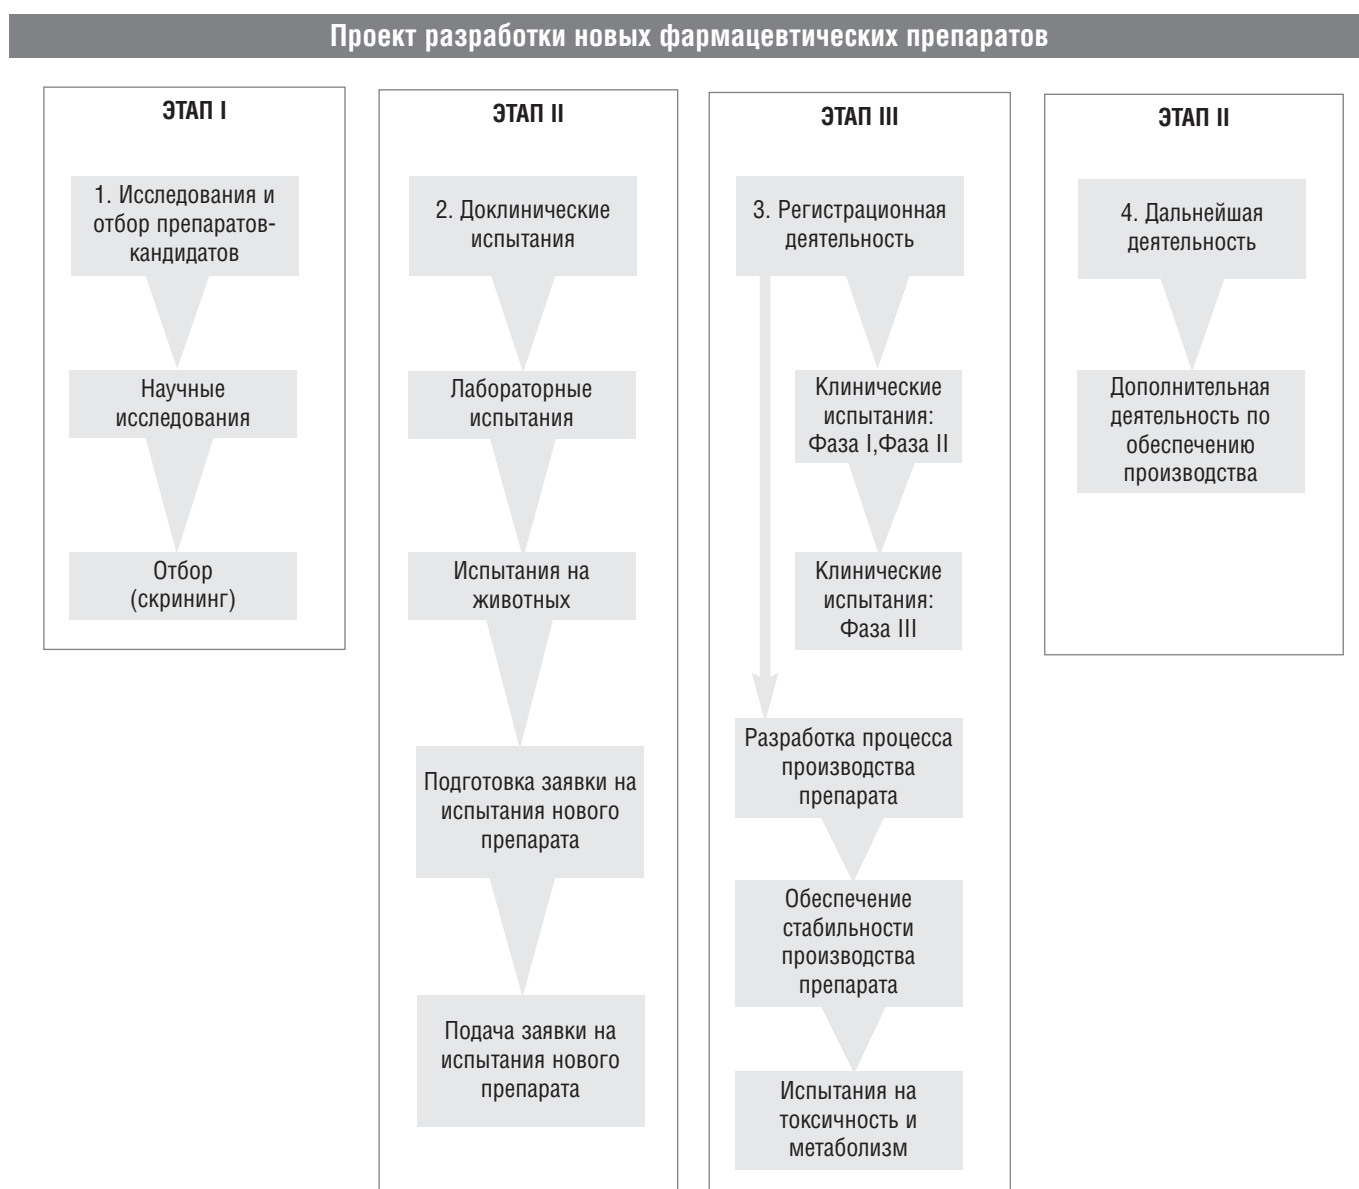 Проект разработки новых фармацевтических препаратов
ЭТАП I
1. Исследования и
отбор препаратов-
кандидатов
Научные
исследования
Отбор
(скрининг)
ЭТАП II
2. Доклинические
испытания
Лабораторные
испытания
Испытания на
животных
Подготовка заявки на
испытания нового
препарата
Подача заявки на
испытания нового
препарата
ЭТАП III
3. Регистрационная
деятельность
Клинические
испытания:
Фаза I,Фаза II
Клинические
испытания:
Фаза III
Разработка процесса
производства
препарата
Обеспечение
стабильности
производства
препарата
Испытания на
токсичность и
метаболизм
ЭТАП II
4. Дальнейшая
деятельность
Дополнительная
деятельность по
обеспечению
производства